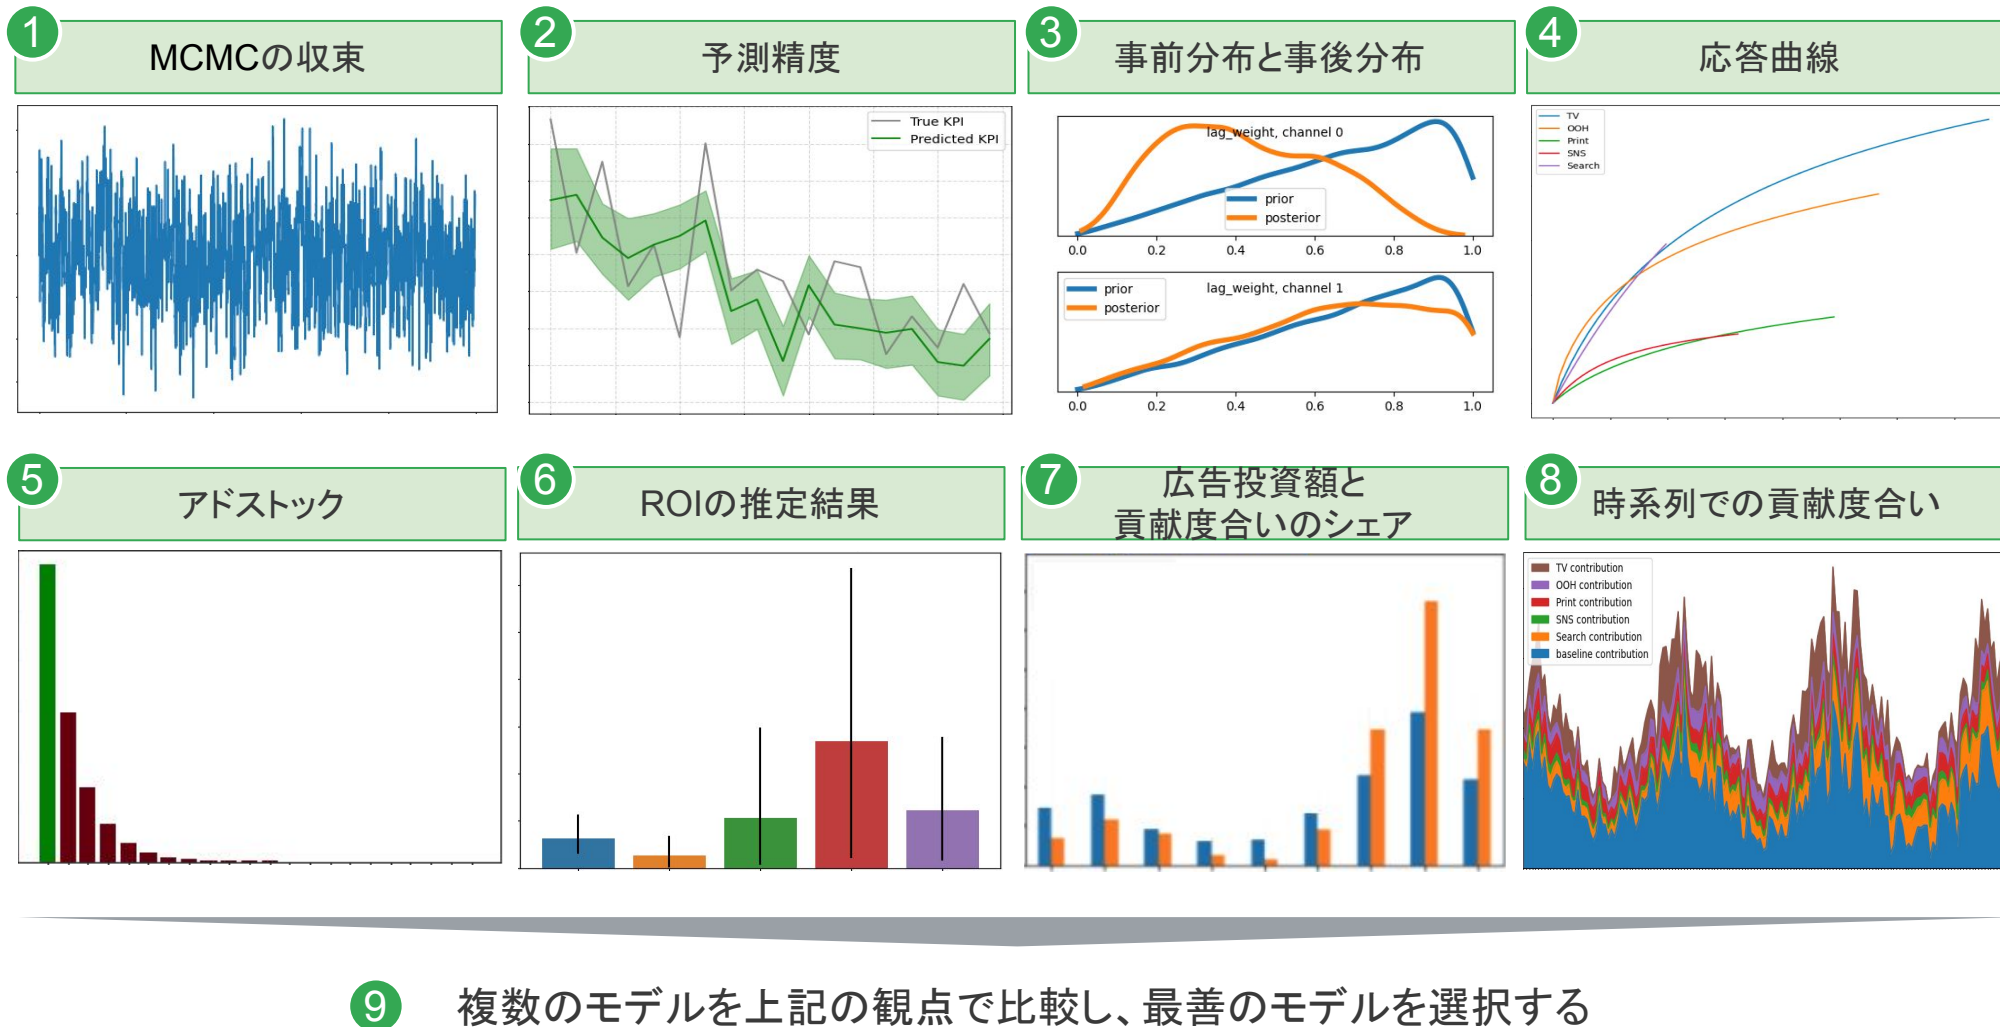 1
MCMCの収束
2
予測精度
3
事前分布と事後分布
4
応答曲線
True KPI
Predicted KPI
lag_weight, channel 0
prior
posterior
0.0 0.2 0.4 0.6 0.8 1.0
prior
posterior
lag_weight, channel 1
0.0 0.2 0.4 0.6 0.8 1.0
TV
OOH
Print
SNS
Search
5
アドストック
6
ROIの推定結果
7
広告投資額と
貢献度合いのシェア
8
時系列での貢献度合い
TV contribution
OOH contribution
Print contribution
SNS contribution
Search contribution
baseline contribution
9
複数のモデルを上記の観点で比較し、最善のモデルを選択する